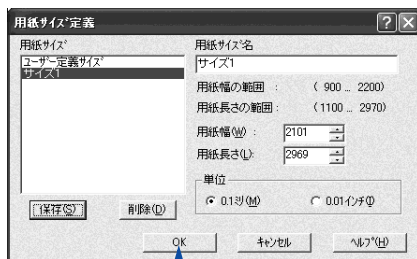 用紙サイズ定義
用紙サイズ
ユーザー定義サイズ
サイズ1
保存(S)
削除(D)
用紙サイズ名
サイズ1
用紙幅の範囲 : ( 900 ... 2200)
用紙長さの範囲 : (1100 ... 2970)
用紙幅(W) : 2101
用紙長さ(L): 2969
単位
0.1ミリ(M)
0.01インチ(I)
OK
キャンセル
ヘルプ(H)